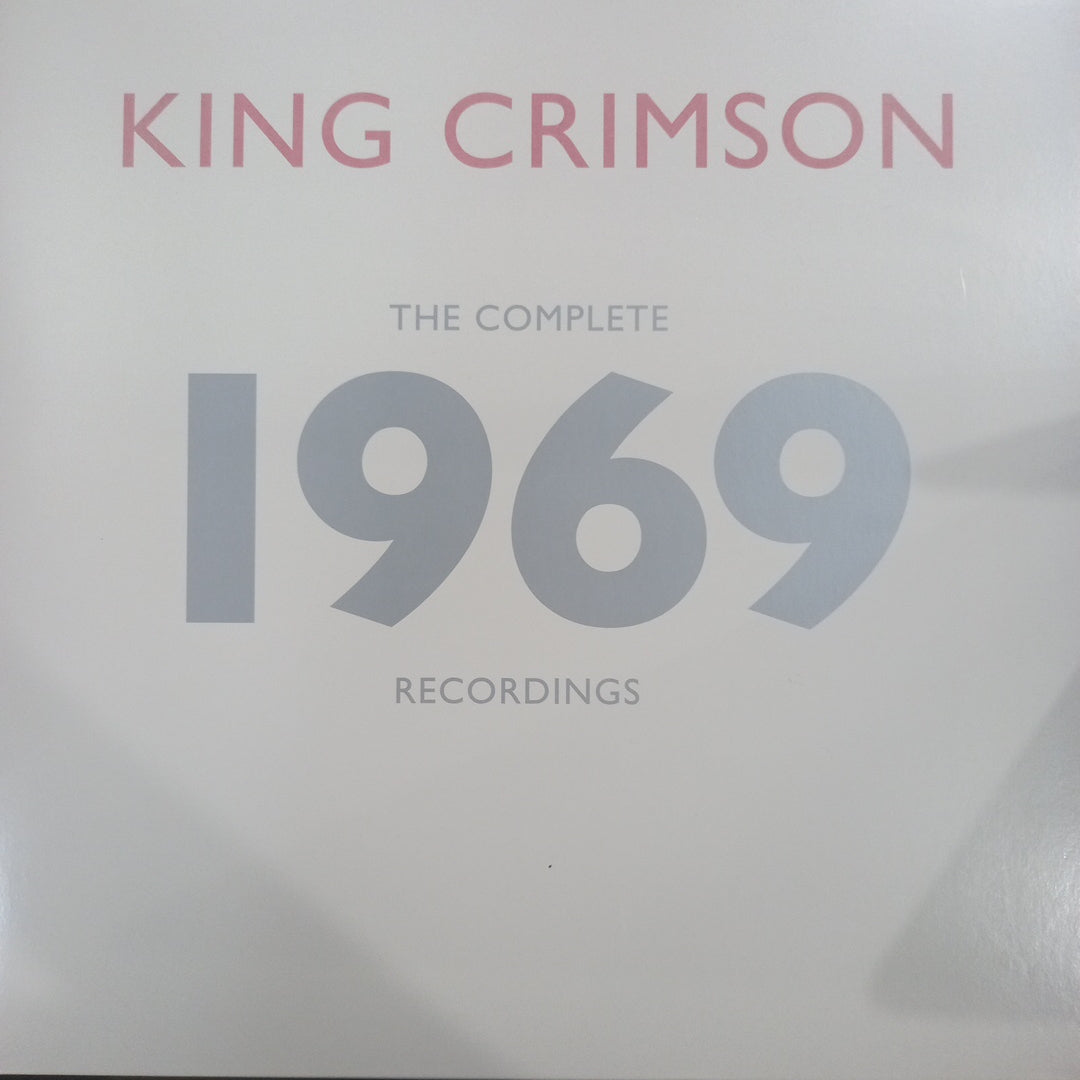 KING CRIMSON
THE COMPLETE
1969
RECORDINGS